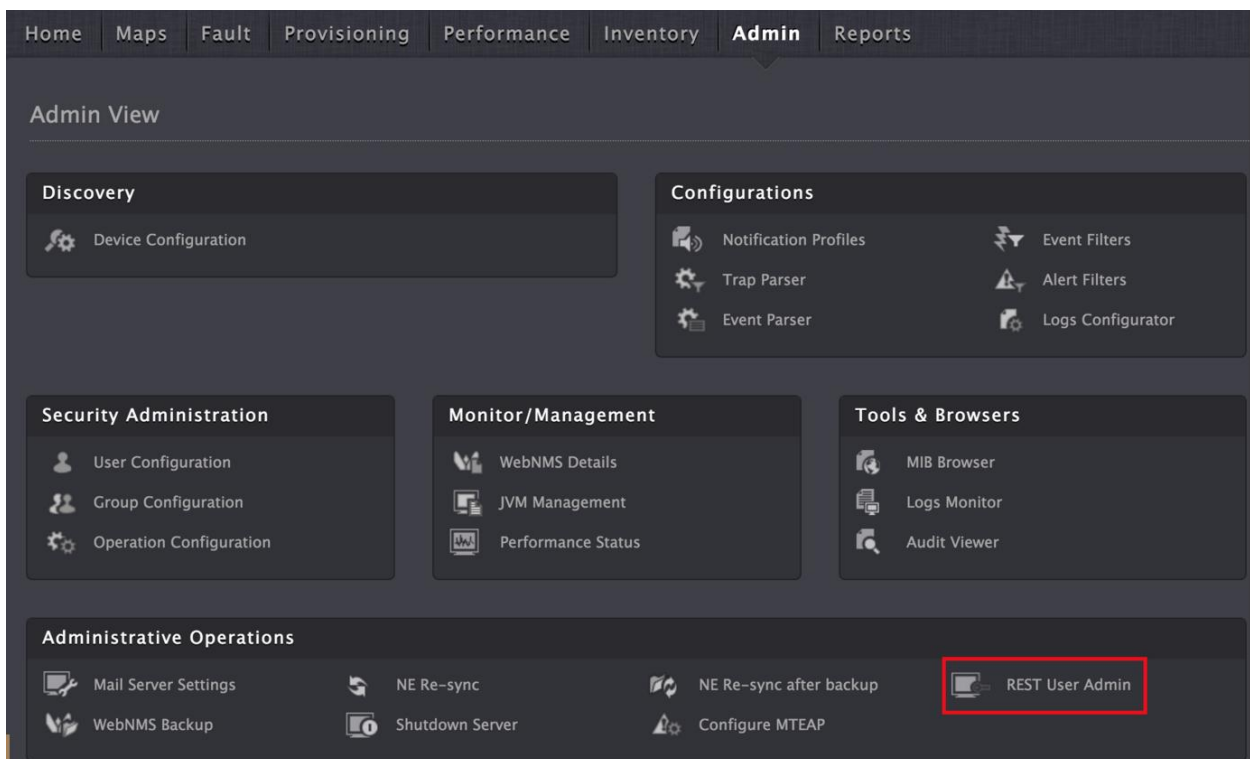 Home Maps Fault Provisioning Performance Inventory Admin Reports
Admin View
Discovery
Device Configuration
Configurations
Notification Profiles Event Filters
Trap Parser Alert Filters
Event Parser Logs Configurator
Security Administration
User Configuration
Group Configuration
Operation Configuration
Monitor/Management
WebNMS Details
JVM Management
Performance Status
Tools & Browsers
MIB Browser
Logs Monitor
Audit Viewer
Administrative Operations
Mail Server Settings NE Re-sync NE Re-sync after backup REST User Admin
WebNMS Backup Shutdown Server Configure MTEAP